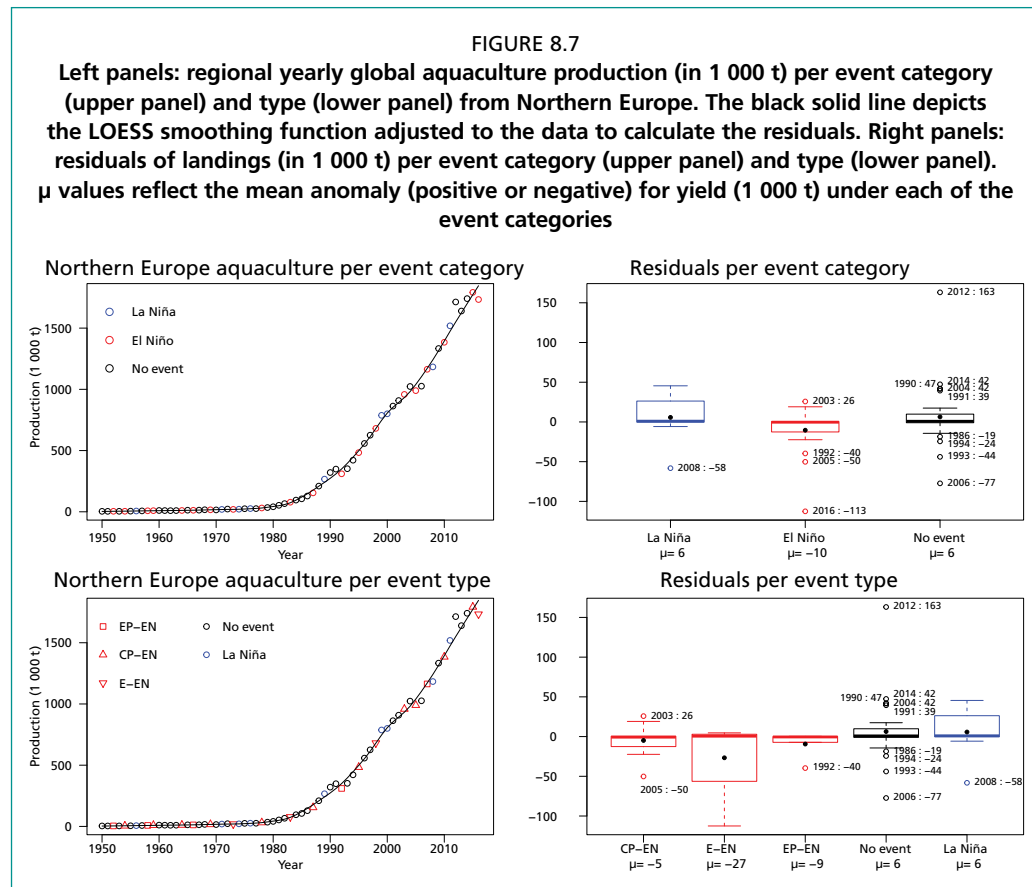 FIGURE 8.7
Left panels: regional yearly global aquaculture production (in 1 000 t) per event category
(upper panel) and type (lower panel) from Northern Europe. The black solid line depicts
the LOESS smoothing function adjusted to the data to calculate the residuals. Right panels:
residuals of landings (in 1 000 t) per event category (upper panel) and type (lower panel).
µ values reflect the mean anomaly (positive or negative) for yield (1 000 t) under each of the
event categories
Northern Europe aquaculture per event category
Production (1 000 t)
1500
1000
500
0
La Niña
El Niño
No event
1950 1960 1970 1980 1990 2000 2010
Year
Residuals per event category
150
100
50
0
−50
−100
2012 : 163
2014 : 42
1990 : 47
2004 : 42
1991 : 39
2003 : 26
1986 : −19
1994 : −24
1992 : −40
1993 : −44
2005 : −50
2008 : −58
2006 : −77
2016 : −113
La Niña El Niño No event
µ= 6 µ= −10 µ= 6
Northern Europe aquaculture per event type
Production (1 000 t)
1500
1000
500
0
EP−EN No event
CP−EN La Niña
E−EN
1950 1960 1970 1980 1990 2000 2010
Year
Residuals per event type
150
100
50
0
−50
−100
2012 : 163
2014 : 42
1990 : 47
2004 : 42
1991 : 39
2003 : 26
1986 : −19
1994 : −24
1992 : −40
1993 : −44
2005 : −50
2008 : −58
2006 : −77
CP−EN E−EN EP−EN No event La Niña
µ= −5 µ= −27 µ= −9 µ= 6 µ= 6